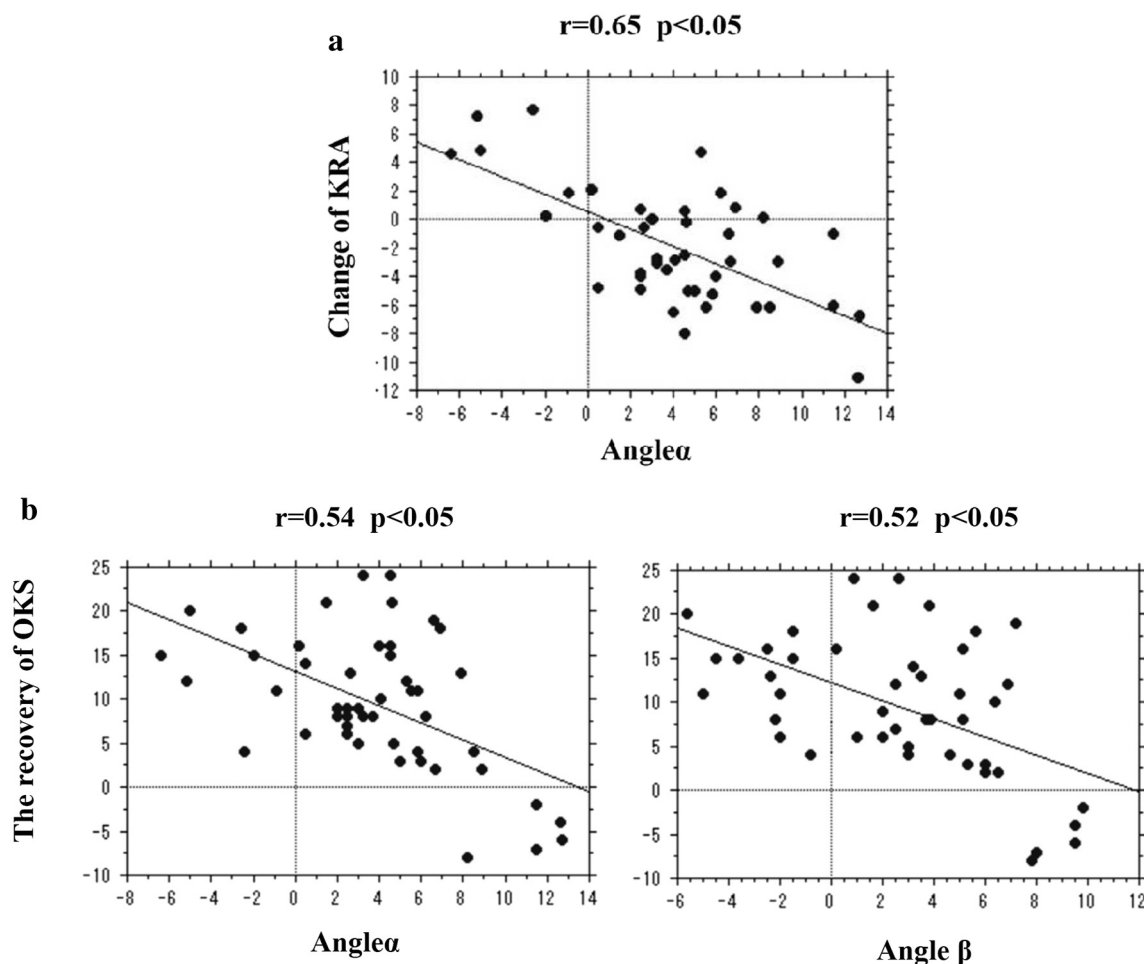 a
r=0.65 p<0.05
Change of KRA
10
8
6
4
2
0
-2
-4
-6
-8
-10
-12
-8 -6 -4 -2 0 2 4 6 8 10 12 14
Angleα
b
r=0.54 p<0.05
The recovery of OKS
25
20
15
10
5
0
-5
-10
-8 -6 -4 -2 0 2 4 6 8 10 12 14
Angleα
r=0.52 p<0.05
25
20
15
10
5
0
-5
-10
-6 -4 -2 0 2 4 6 8 10 12
Angle β